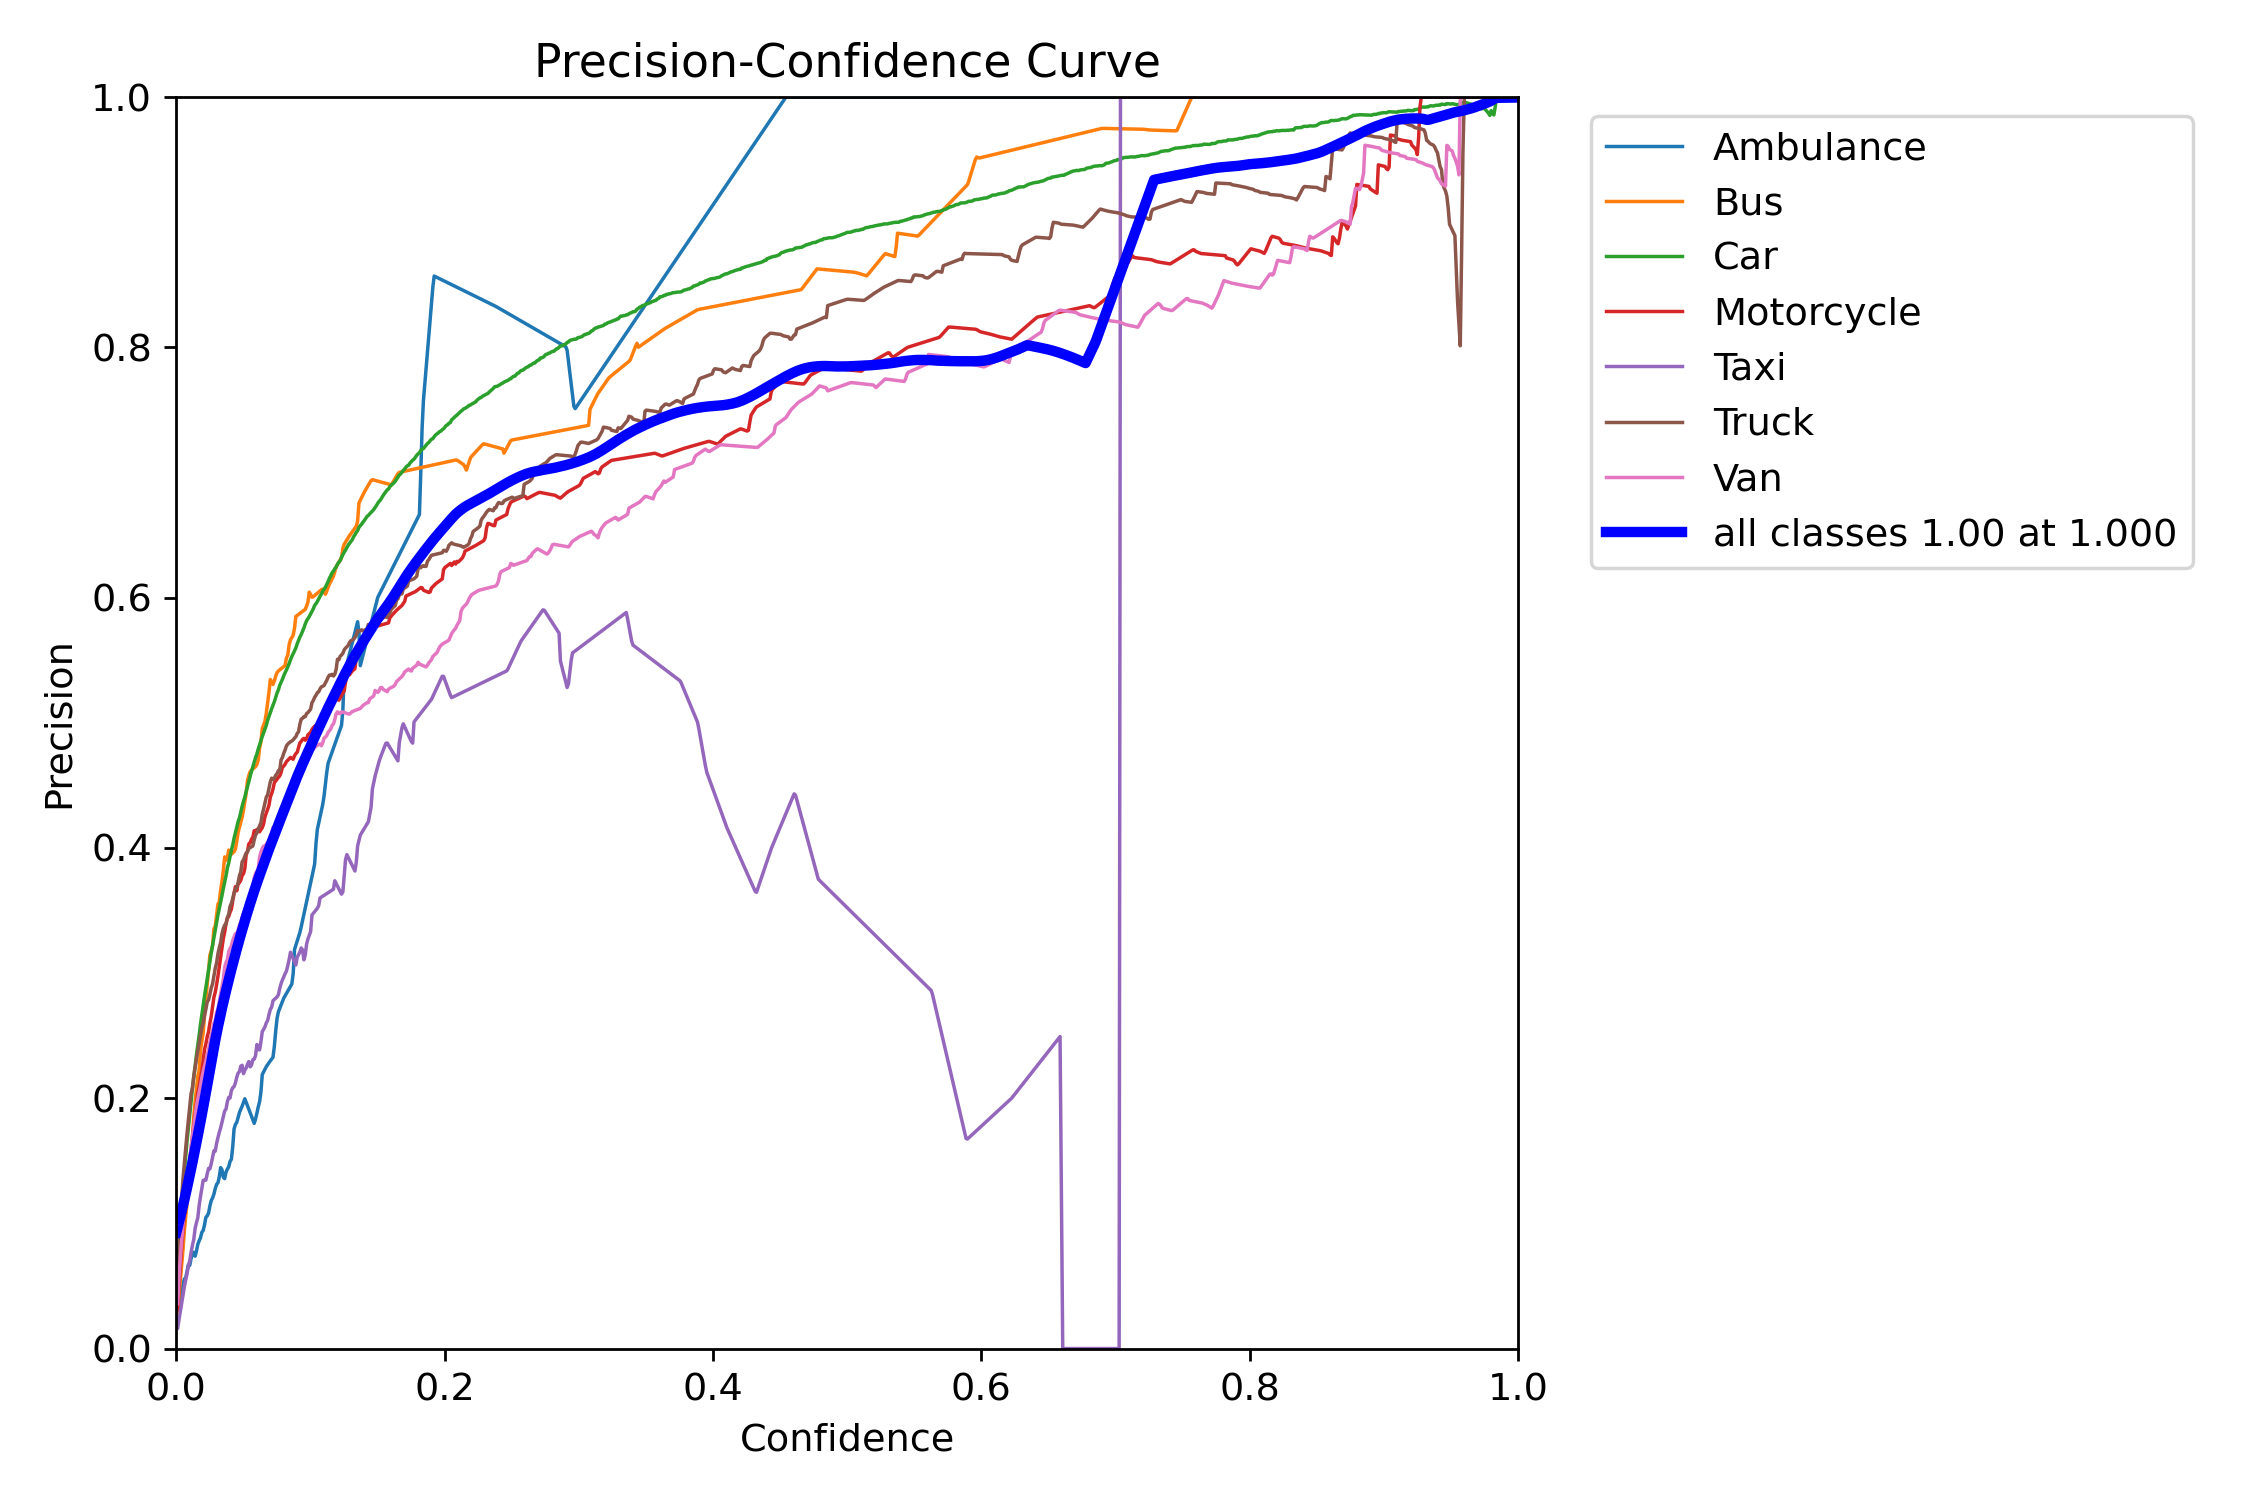 Precision-Confidence Curve
1.0
0.8
0.6
0.4
0.2
0.0
Precision
0.0 0.2 0.4 0.6 0.8 1.0
Confidence
Ambulance
Bus
Car
Motorcycle
Taxi
Truck
Van
all classes 1.00 at 1.000